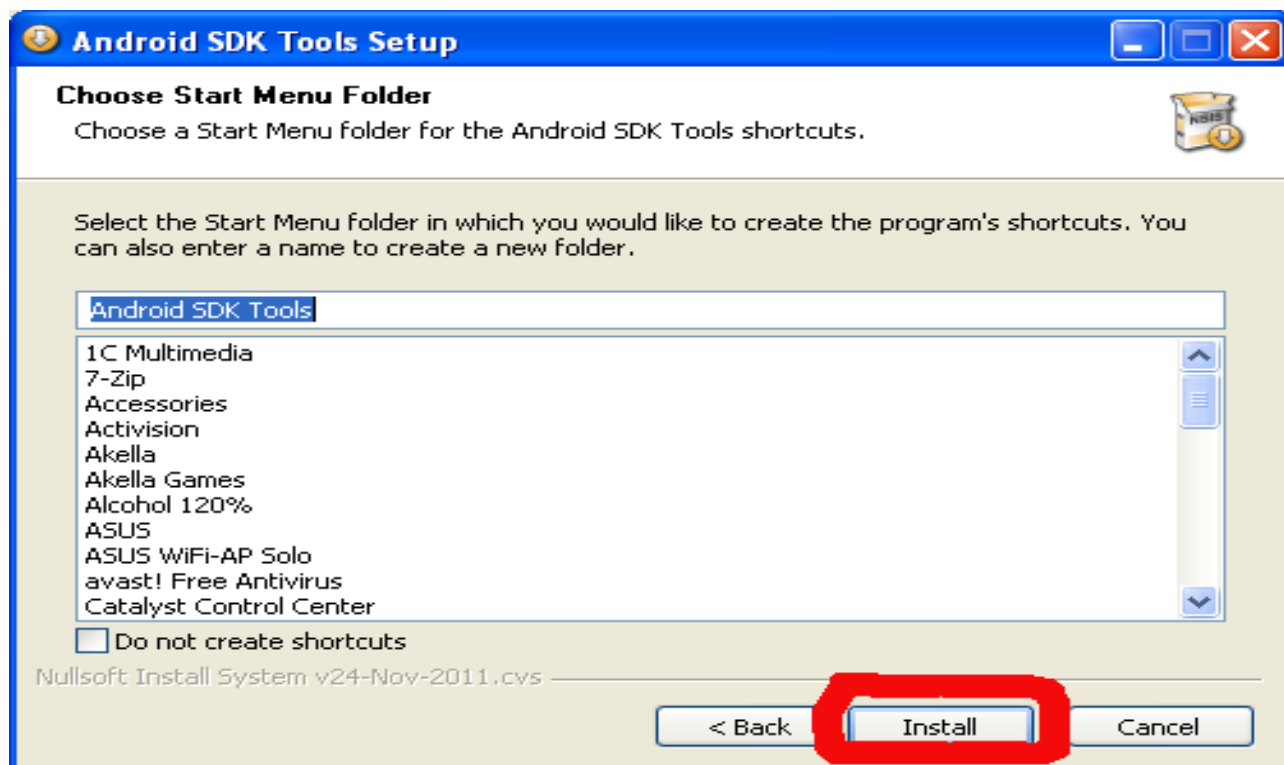 Android SDK Tools Setup
Choose Start Menu Folder
Choose a Start Menu folder for the Android SDK Tools shortcuts.
NSIS
Select the Start Menu folder in which you would like to create the program's shortcuts. You
can also enter a name to create a new folder.
Android SDK Tools
1C Multimedia
7-Zip
Accessories
Activision
Akella
Akella Games
Alcohol 120%
ASUS
ASUS WiFi-AP Solo
avast! Free Antivirus
Catalyst Control Center
Do not create shortcuts
Nullsoft Install System v24-Nov-2011.cvs
< Back Install Cancel